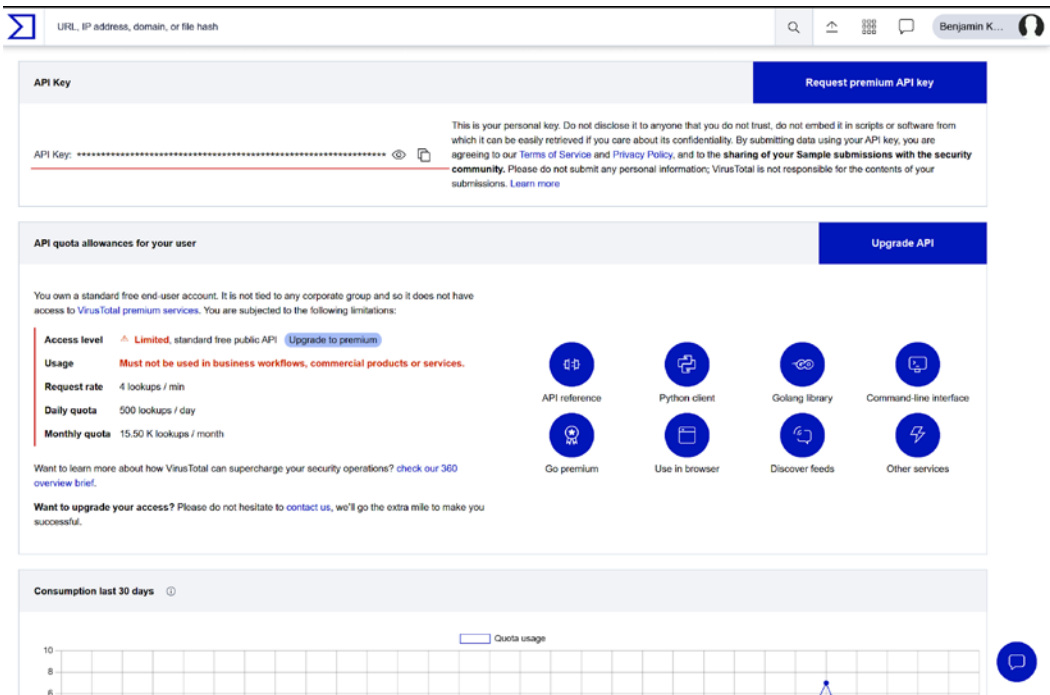 URL, IP address, domain, or file hash
Benjamin K...
API Key
Request premium API key
This is your personal key. Do not disclose it to anyone that you do not trust, do not embed it in scripts or software from
which it can be easily retrieved if you care about its confidentiality. By submitting data using your API key, you are
API Key: ****************************************************************
agreeing to our Terms of Service and Privacy Policy, and to the sharing of your Sample submissions with the security
community. Please do not submit any personal information; VirusTotal is not responsible for the contents of your
submissions. Learn more
API quota allowances for your user
Upgrade API
You own a standard free end-user account. It is not tied to any corporate group and so it does not have
access to VirusTotal premium services. You are subjected to the following limitations:
Access level Limited, standard free public API Upgrade to premium
Usage Must not be used in business workflows, commercial products or services.
Request rate 4 lookups / min
Daily quota 500 lookups / day
Monthly quota 15.50 K lookups / month
API reference Python client Golang library Command-line interface
Go premium Use in browser Discover feeds Other services
Want to learn more about how VirusTotal can supercharge your security operations? check our 360
overview brief.
Want to upgrade your access? Please do not hesitate to contact us, we'll go the extra mile to make you
successful.
Consumption last 30 days
Quota usage
10
8
6